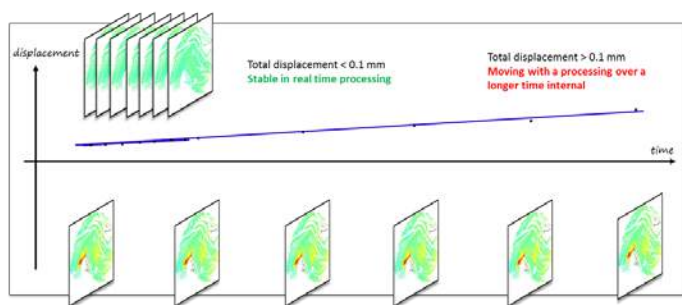 displacement
Total displacement < 0.1 mm
Stable in real time processing
Total displacement > 0.1 mm
Moving with a processing over a
longer time internal
time